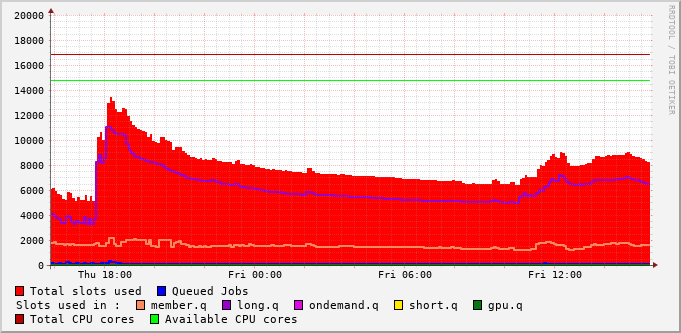 20000
18000
16000
14000
12000
10000
8000
6000
4000
2000
0
Thu 18:00 Fri 00:00 Fri 06:00 Fri 12:00
RRDTOOL / TOBI OETIKER
Total slots used Queued Jobs
Slots used in : member.q long.q ondemand.q short.q gpu.q
Total CPU cores Available CPU cores